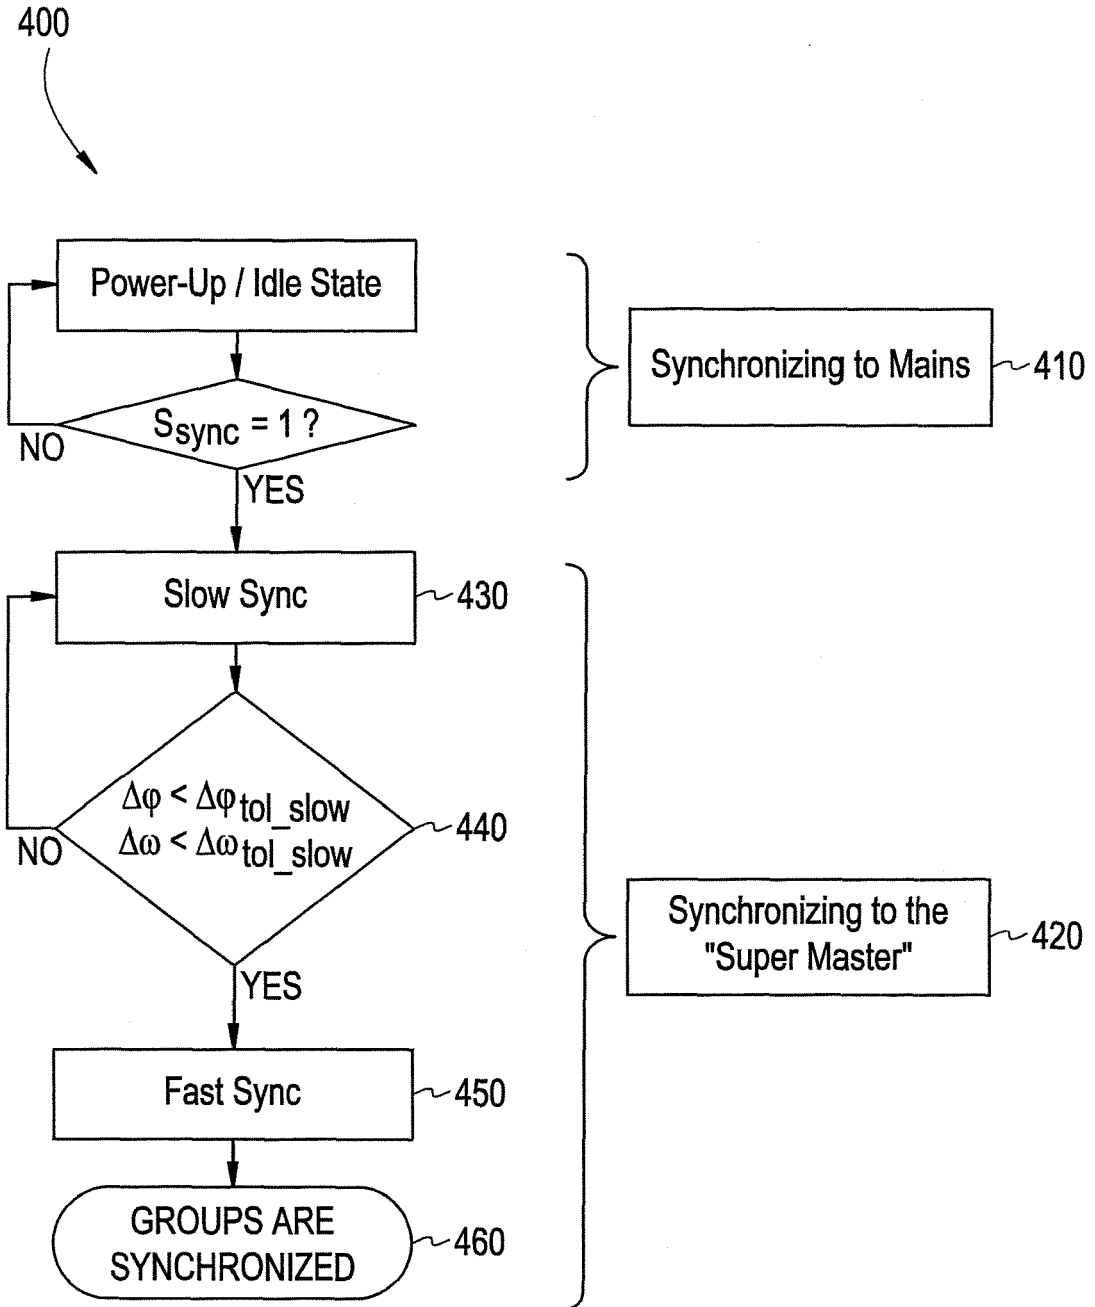 400
Power-Up / Idle State
Ssync = 1 ?
NO
YES
Synchronizing to Mains
410
Slow Sync
430
Δφ < Δφtol_slow
Δω < Δωtol_slow
440
NO
YES
Synchronizing to the
"Super Master"
420
Fast Sync
450
GROUPS ARE
SYNCHRONIZED
460